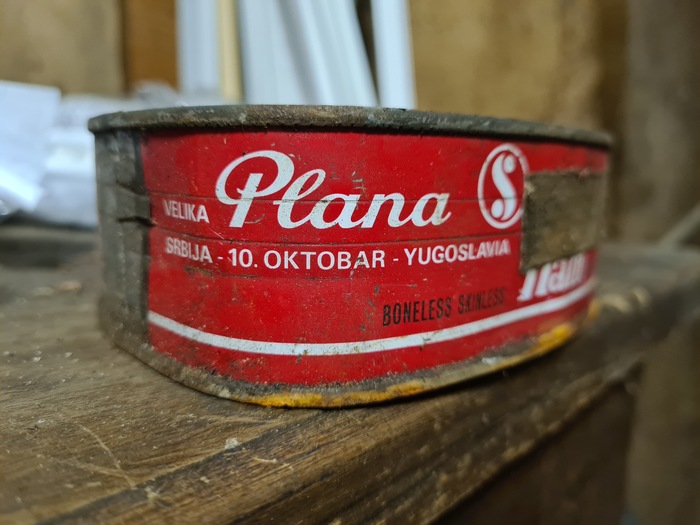 VELIKA Plana S
SRBIJA - 10. OKTOBAR - YUGOSLAVIA
BONELESS SKINLESS